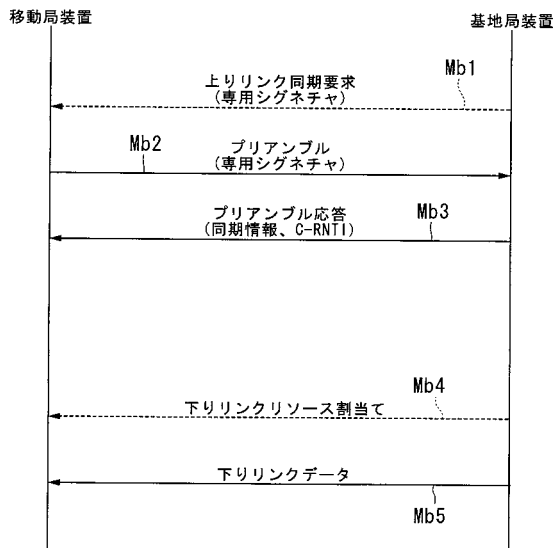 移動局装置
基地局装置
Mb1
上りリンク同期要求
(専用シグネチャ)
Mb2
プリアンブル
(専用シグネチャ)
Mb3
プリアンブル応答
(同期情報、C-RNTI)
Mb4
下りリンクリソース割当て
下りリンクデータ
Mb5